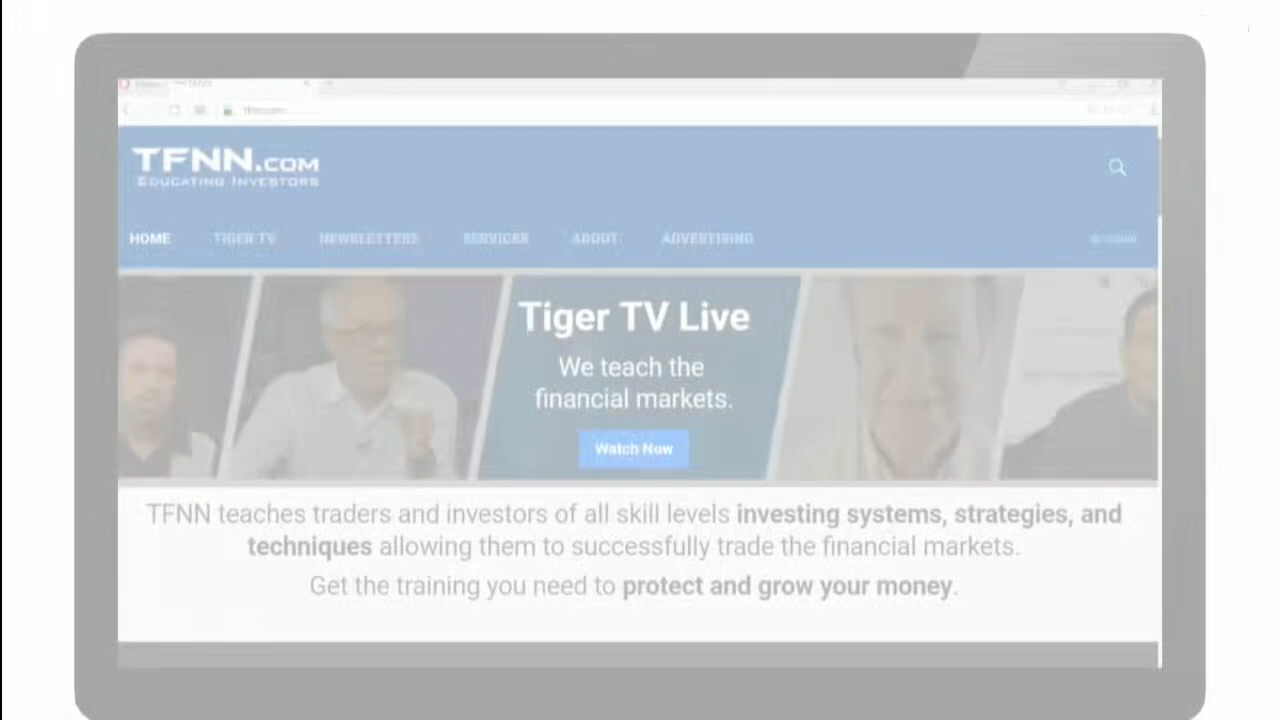 TFNN.COM
EDUCATING INVESTORS
HOME TIGER TV NEWSLETTERS SERVICES ABOUT ADVERTISING
Tiger TV Live
We teach the
financial markets.
Watch Now
TFNN teaches traders and investors of all skill levels investing systems, strategies, and
techniques allowing them to successfully trade the financial markets.
Get the training you need to protect and grow your money.